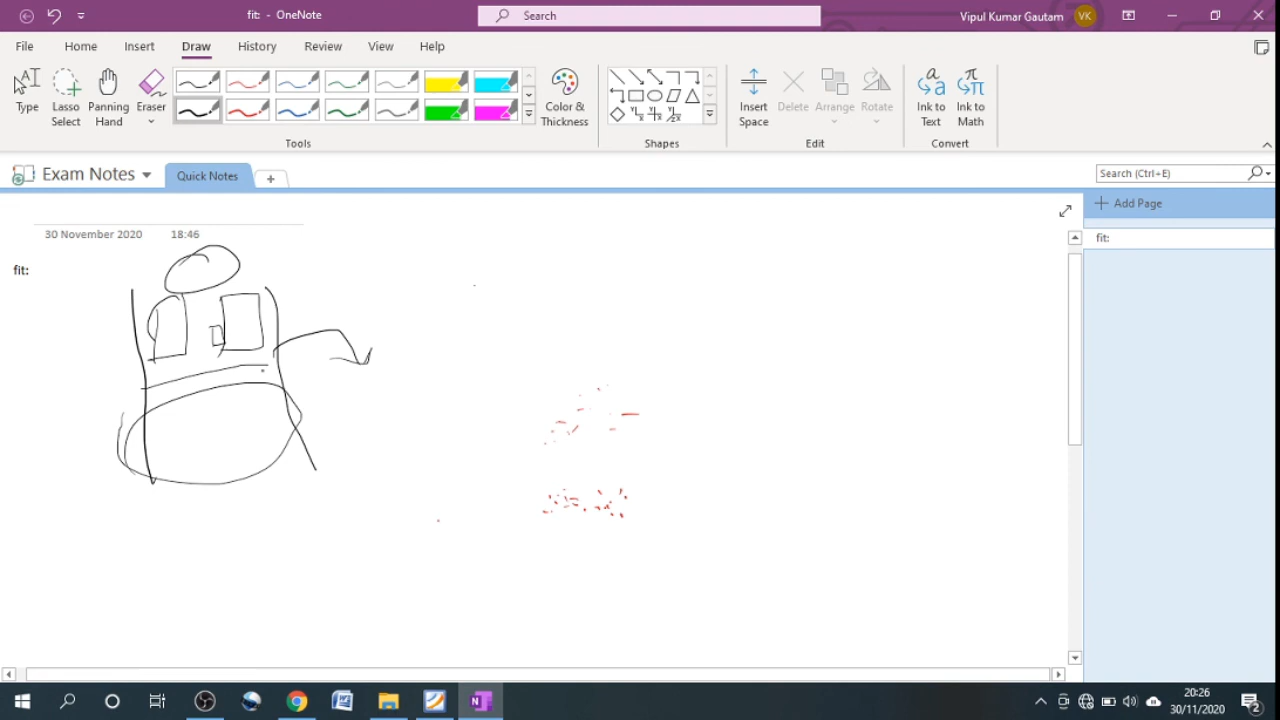 fit: - OneNote
Search
Vipul Kumar Gautam
VK
File Home Insert Draw History Review View Help
Type
Lasso Select
Panning Hand
Eraser
Color & Thickness
Insert Space
Delete
Arrange
Rotate
Ink to Text
Ink to Math
Tools
Shapes
Edit
Convert
Exam Notes
Quick Notes
Search (Ctrl+E)
Add Page
30 November 2020 18:46
fit:
fit:
20:26
30/11/2020
2